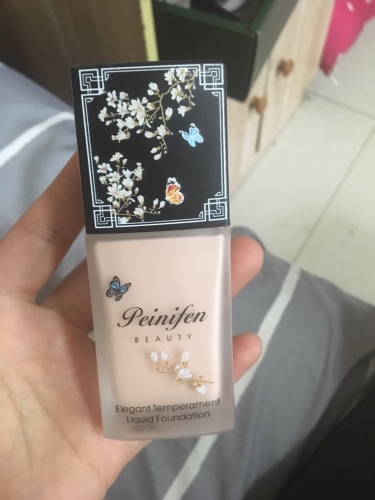 Peinifen
BEAUTY
Elegant Temperament
Liquid Foundation